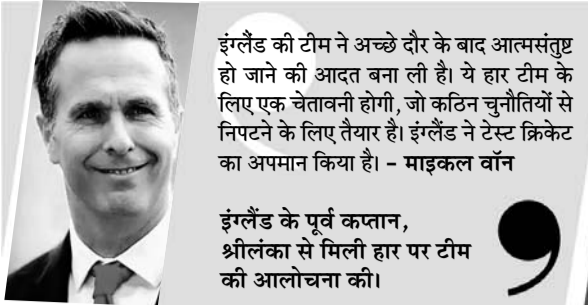 इंग्लैंड की टीम ने अच्छे दौर के बाद आत्मसंतुष्ट
हो जाने की आदत बना ली है। ये हार टीम के
लिए एक चेतावनी होगी, जो कठिन चुनौतियों से
निपटने के लिए तैयार है। इंग्लैंड ने टेस्ट क्रिकेट
का अपमान किया है। - माइकल वॉन
इंग्लैंड के पूर्व कप्तान,
श्रीलंका से मिली हार पर टीम
की आलोचना की।